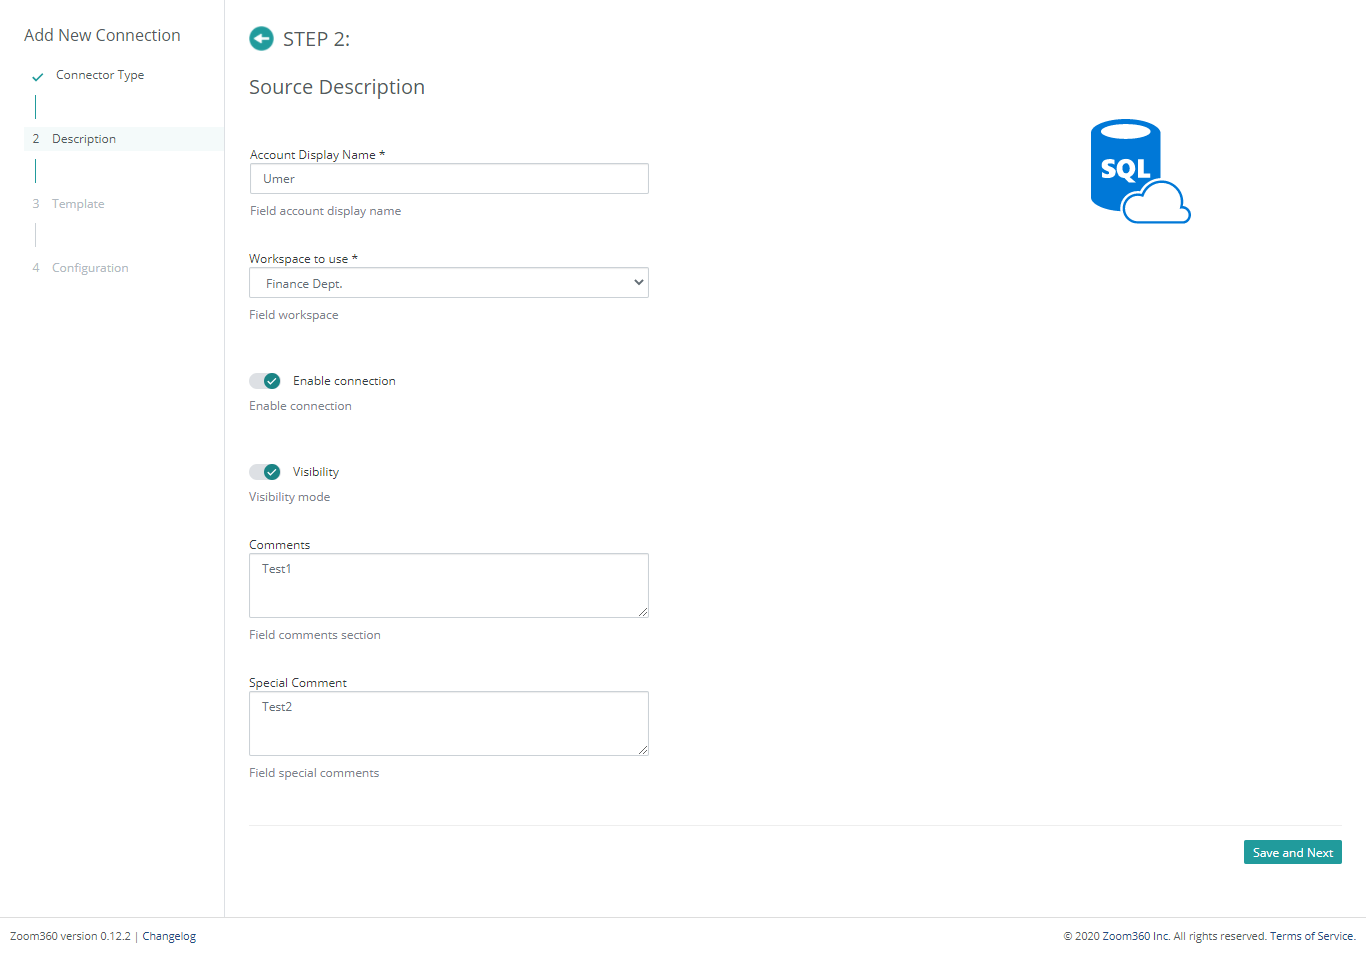 Add New Connection
Connector Type
2 Description
3 Template
4 Configuration
STEP 2:
Source Description
SQL
Account Display Name *
Umer
Field account display name
Workspace to use *
Finance Dept.
Field workspace
Enable connection
Enable connection
Visibility
Visibility mode
Comments
Test1
Field comments section
Special Comment
Test2
Field special comments
Save and Next
Zoom360 version 0.12.2 | Changelog
© 2020 Zoom360 Inc. All rights reserved. Terms of Service.